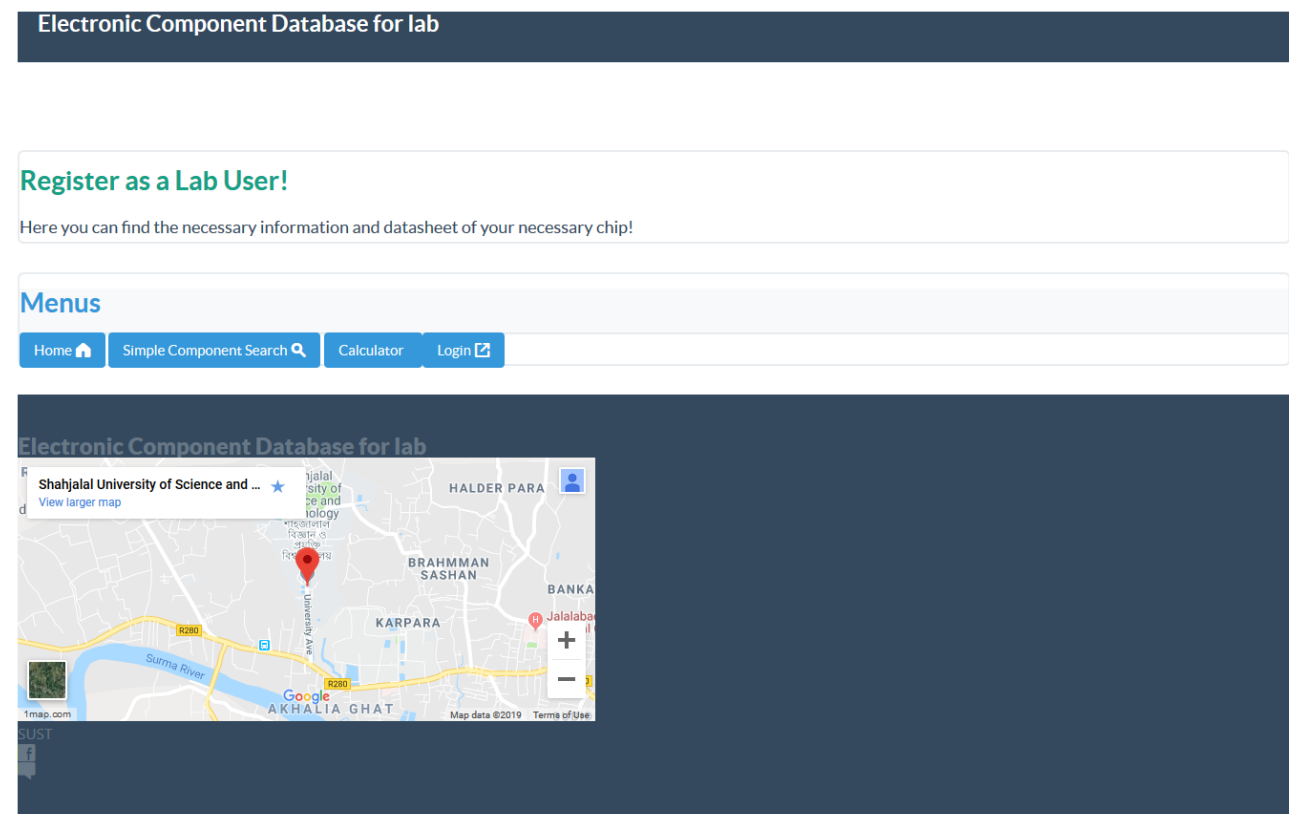 Electronic Component Database for lab
Register as a Lab User!
Here you can find the necessary information and datasheet of your necessary chip!
Menus
Home
Simple Component Search
Calculator
Login
Electronic Component Database for lab
Shahjalal University of Science and ...
View larger map
HALDER PARA
BRAHMMAN
SASHAN
BANKA
KARPARA
Jalalaba
University Ave
R280
Surma River
R280
Google
AKHALIA GHAT
1map.com
Map data ©2019
Terms of Use
SUST